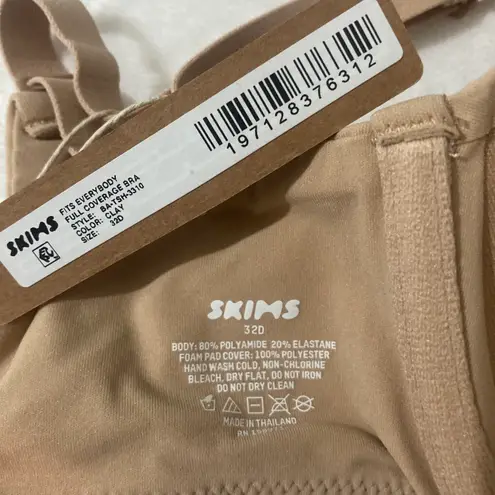 SKIMS
FITS EVERYBODY
FULL COVERAGE BRA
STYLE: BA-TSH-3310
COLOR: CLAY
SIZE: 32D
197128376312
SKIMS
32D
BODY: 80% POLYAMIDE 20% ELASTANE
FOAM PAD COVER: 100% POLYESTER
HAND WASH COLD, NON-CHLORINE
BLEACH, DRY FLAT, DO NOT IRON
DO NOT DRY CLEAN
MADE IN THAILAND
RN